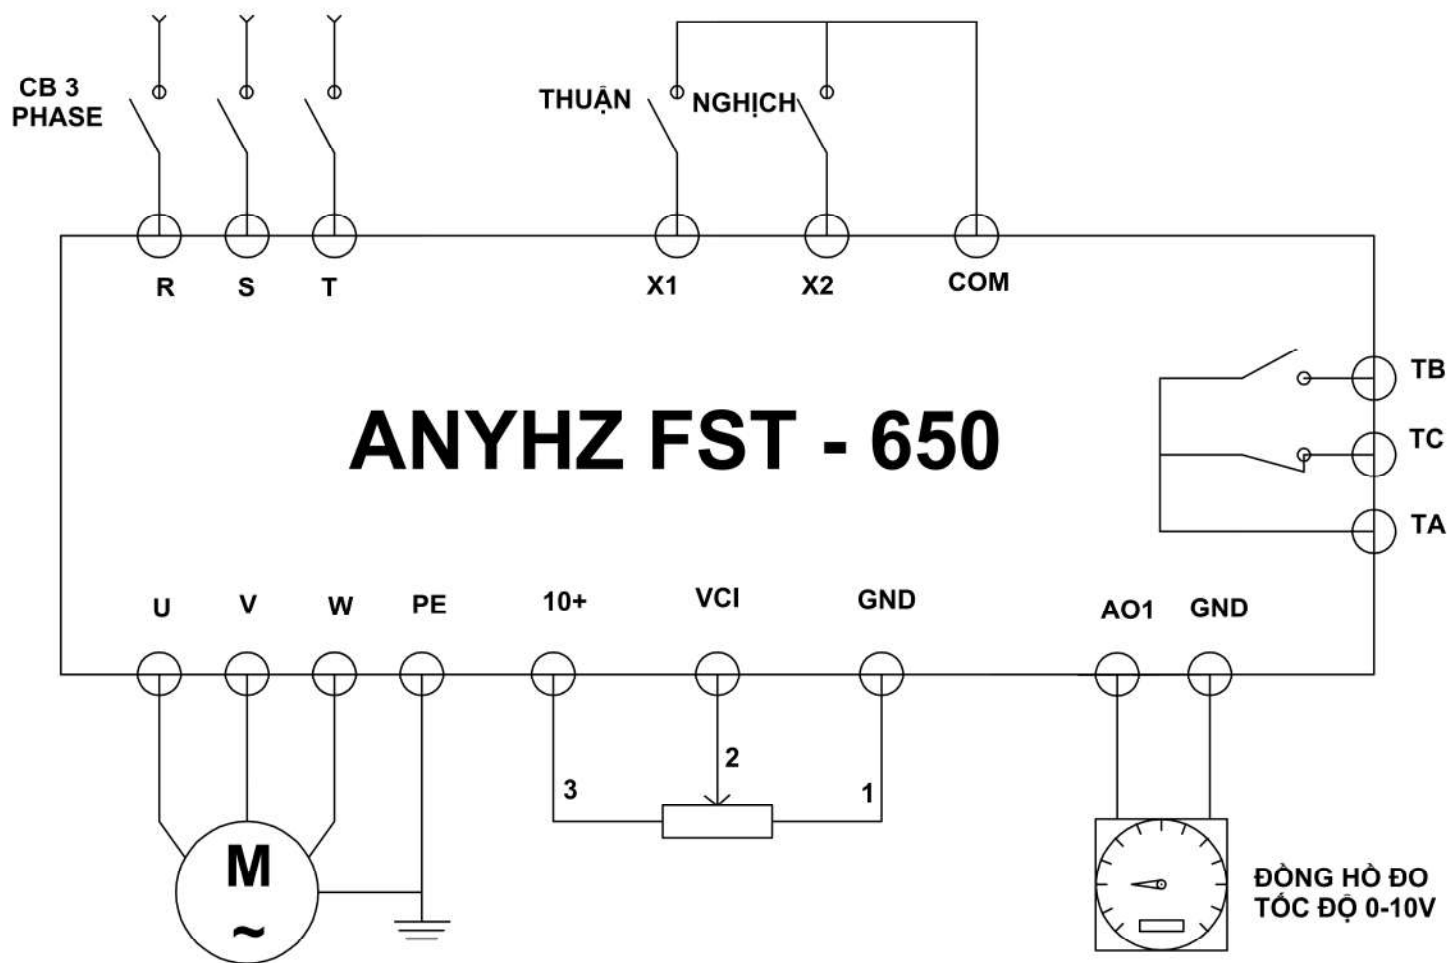 CB 3
PHASE
THUẬN
NGHỊCH
R
S
T
X1
X2
COM
TB
TC
TA
ANYHZ FST - 650
U
V
W
PE
10+
VCI
GND
AO1
GND
3
2
1
M
~
ĐỒNG HỒ ĐO
TỐC ĐỘ 0-10V